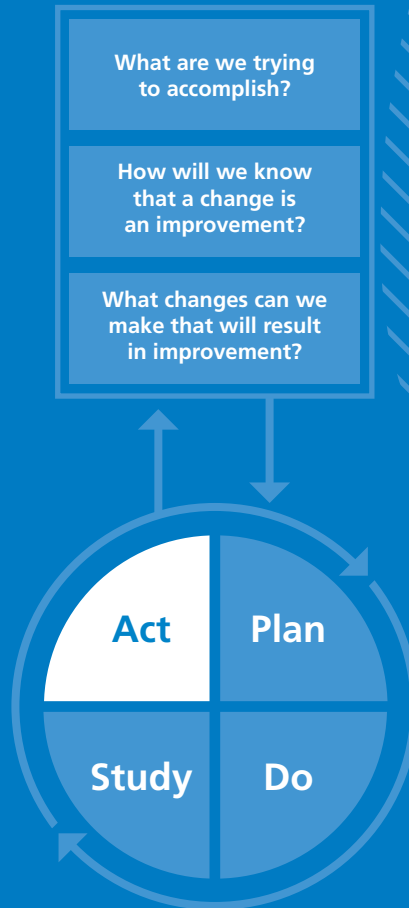 What are we trying
to accomplish?
How will we know
that a change is
an improvement?
What changes can we
make that will result
in improvement?
Act
Plan
Study
Do